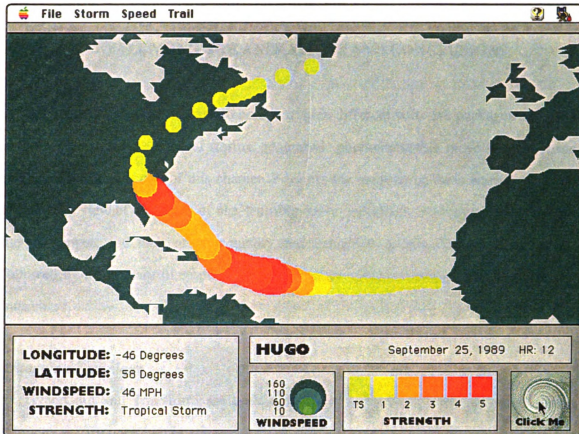 File Storm Speed Trail
LONGITUDE: -46 Degrees
LATITUDE: 58 Degrees
WINDSPEED: 46 MPH
STRENGTH: Tropical Storm
HUGO September 25, 1989 HR: 12
160
110
60
10
WINDSPEED
TS 1 2 3 4 5
STRENGTH
Click Me